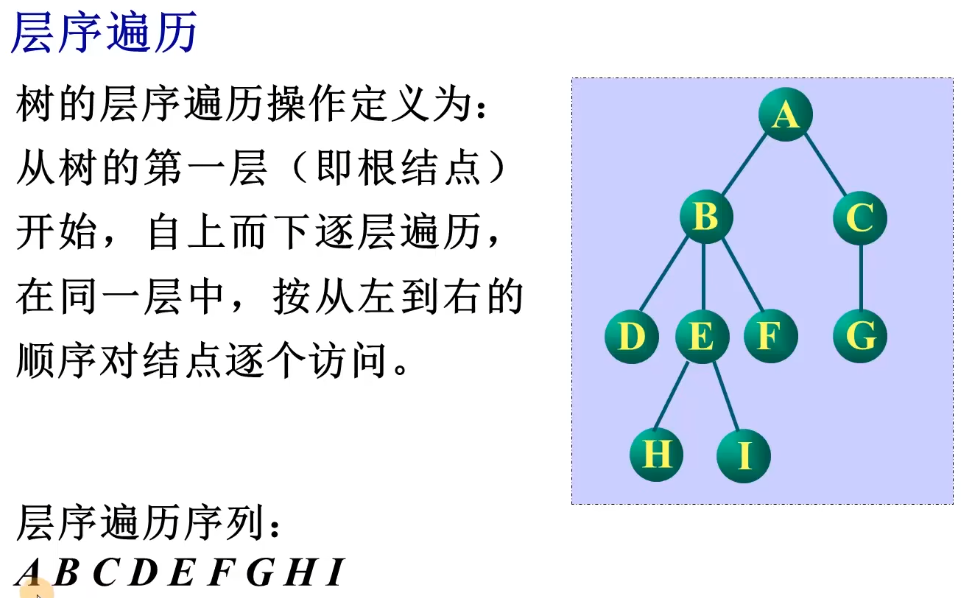 层序遍历
树的层序遍历操作定义为：
从树的第一层（即根结点）
开始，自上而下逐层遍历，
在同一层中，按从左到右的
顺序对结点逐个访问。
A
B C
D E F G
H I
层序遍历序列：
A B C D E F G H I